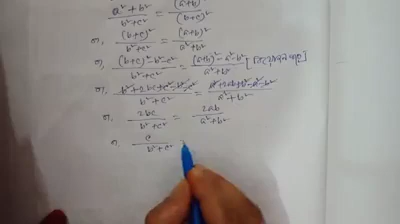 (a²+b²)/(b²+c²) = (a+b)²/(b+c)²
বা, (b+c)²/(b²+c²) = (a+b)²/(a²+b²)
বা, ((b+c)²-b²-c²)/(b²+c²) = ((a+b)²-a²-b²)/(a²+b²)
বা, (b²+2bc+c²-b²-c²)/(b²+c²) = (a²+2ab+b²-a²-b²)/(a²+b²)
বা, 2bc/(b²+c²) = 2ab/(a²+b²)
বা, c/(b²+c²)